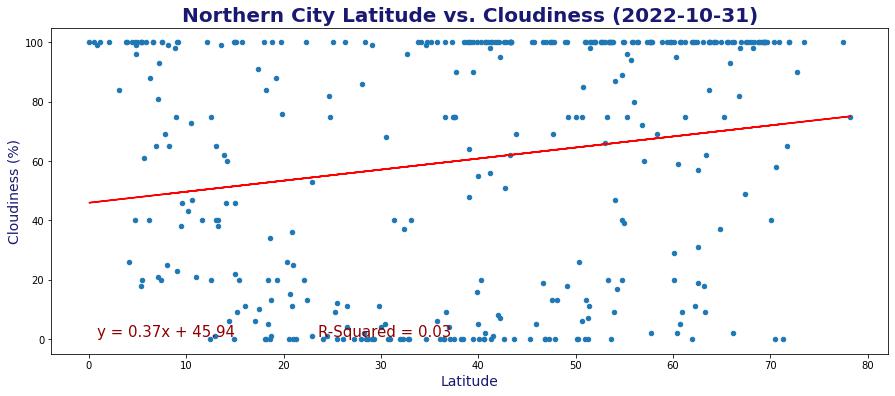 Northern City Latitude vs. Cloudiness (2022-10-31)
100
80
60
40
20
0
Cloudiness (%)
y = 0.37x + 45.94
R-Squared = 0.03
0 10 20 30 40 50 60 70 80
Latitude